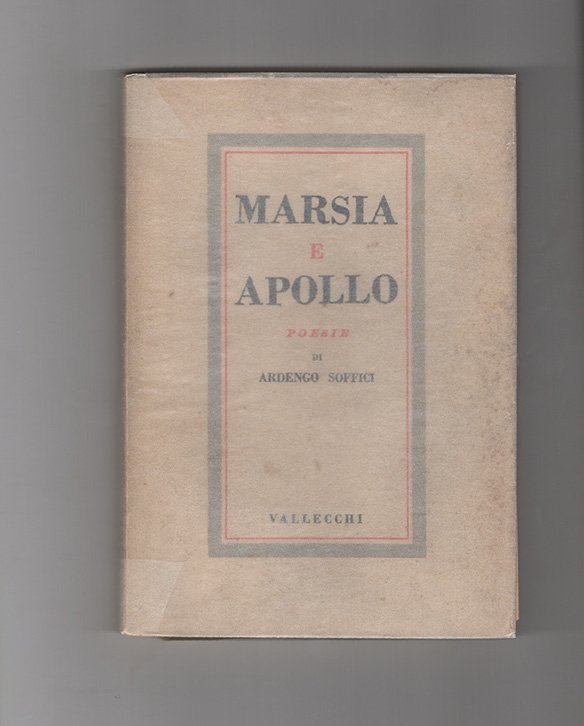 MARSIA
E
APOLLO
POESIE
DI
ARDENGO SOFFICI
VALLECCHI